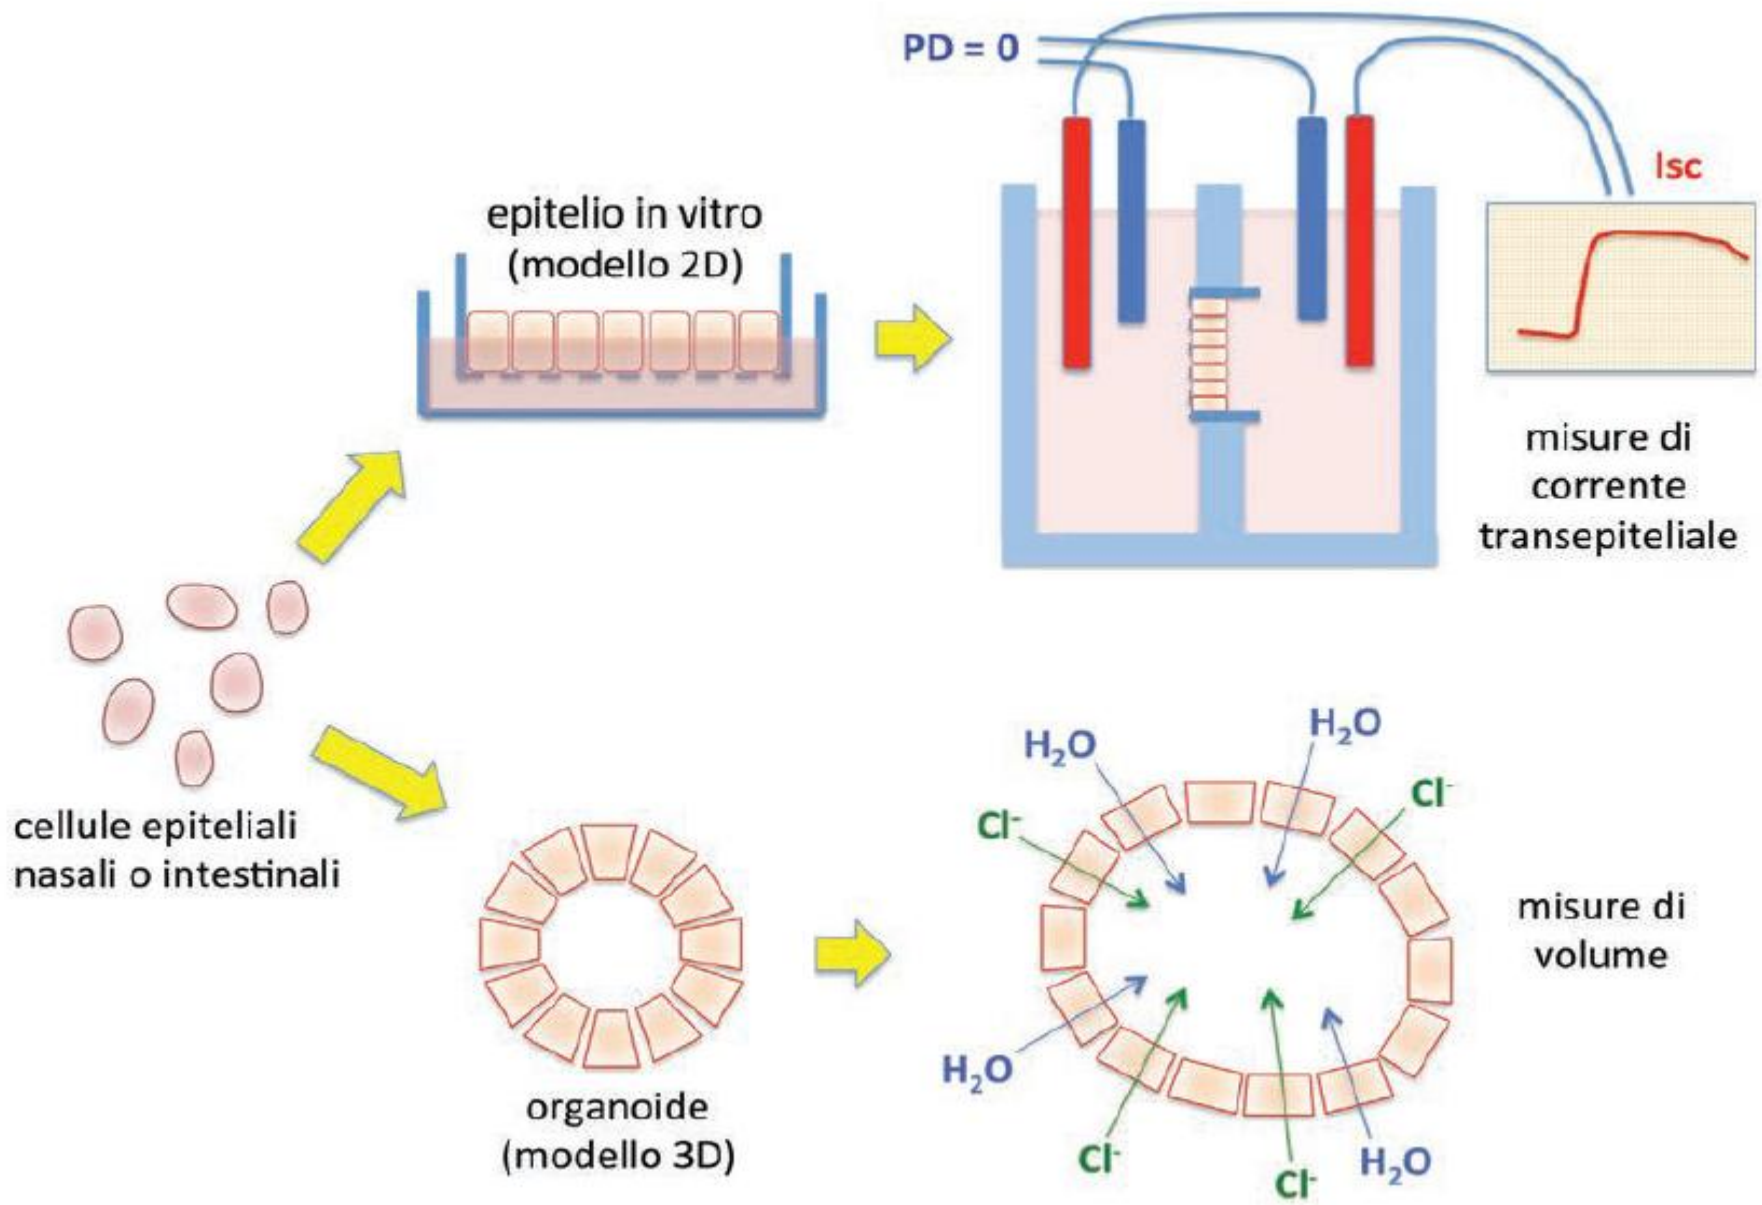 PD = 0
Isc
epitelio in vitro
(modello 2D)
misure di
corrente
transepiteliale
cellule epiteliali
nasali o intestinali
H₂O
H₂O
Cl⁻
Cl⁻
misure di
volume
H₂O
organoide
(modello 3D)
Cl⁻
Cl⁻
H₂O